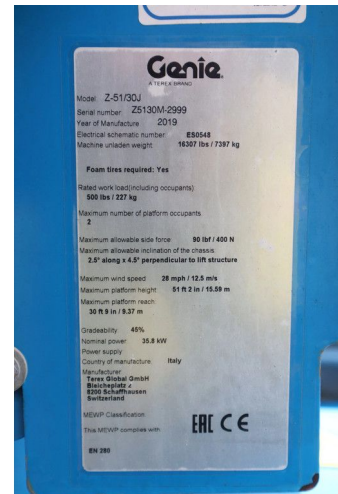 Genie
A TEREX BRAND
Model: Z-51/30J
Serial number: Z5130M-2999
Year of Manufacture 2019
Electrical schematic number: ES0548
Machine unladen weight 16307 lbs / 7397 kg
Foam tires required: Yes
Rated work load(including occupants)
500 lbs / 227 kg
Maximum number of platform occupants
2
Maximum allowable side force 90 lbf / 400 N
Maximum allowable inclination of the chassis
2.5° along x 4.5° perpendicular to lift structure
Maximum wind speed 28 mph / 12.5 m/s
Maximum platform height 51 ft 2 in / 15.59 m
Maximum platform reach:
30 ft 9 in / 9.37 m
Gradeability 45%
Nominal power 35.8 kW
Power supply
Country of manufacture: Italy
Manufacturer
Terex Global GmbH
Bleicheplatz 2
8200 Schaffhausen
Switzerland
MEWP Classification
This MEWP complies with:
EAC CE
EN 280